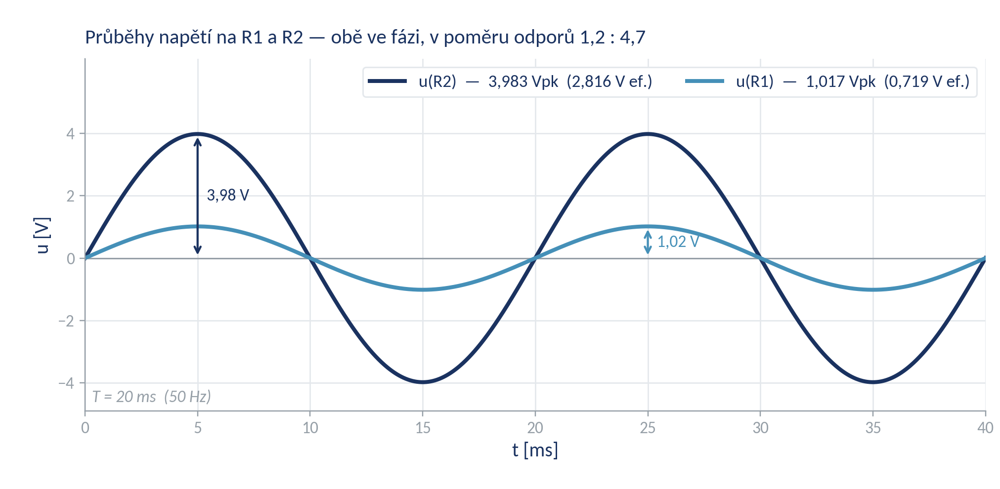 Průběhy napětí na R1 a R2 — obě ve fázi, v poměru odporů 1,2 : 4,7
u(R2) — 3,983 Vpk (2,816 V ef.)
u(R1) — 1,017 Vpk (0,719 V ef.)
4
2
0
−2
−4
u [V]
3,98 V
1,02 V
T = 20 ms (50 Hz)
0 5 10 15 20 25 30 35 40
t [ms]